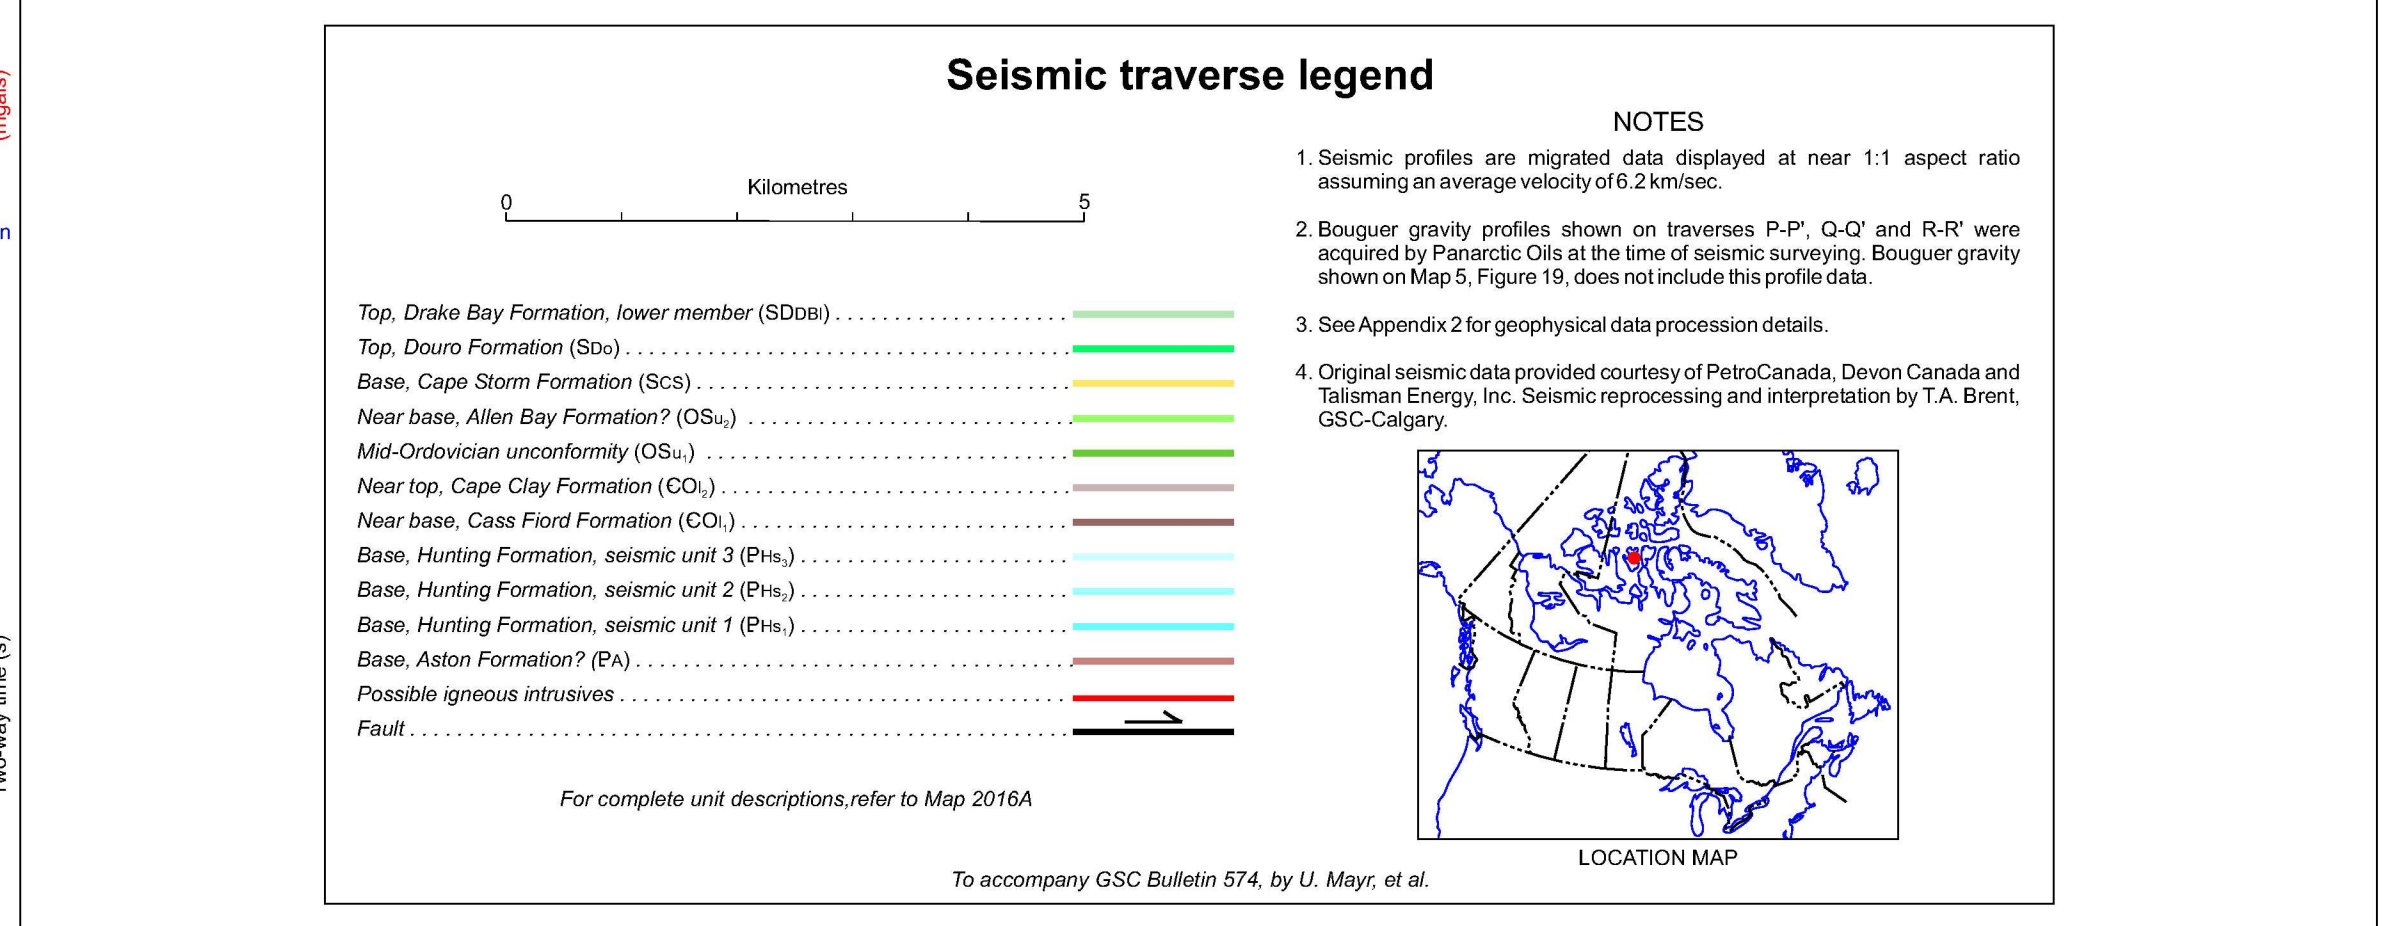 (mgals)
n
Two-way time (s)
Seismic traverse legend
Kilometres
0 5
Top, Drake Bay Formation, lower member (SDDBl)
Top, Douro Formation (SDo)
Base, Cape Storm Formation (SCS)
Near base, Allen Bay Formation? (OSu2)
Mid-Ordovician unconformity (OSu1)
Near top, Cape Clay Formation (ЄOl2)
Near base, Cass Fiord Formation (ЄOl1)
Base, Hunting Formation, seismic unit 3 (PHs3)
Base, Hunting Formation, seismic unit 2 (PHs2)
Base, Hunting Formation, seismic unit 1 (PHs1)
Base, Aston Formation? (PA)
Possible igneous intrusives
Fault
For complete unit descriptions,refer to Map 2016A
NOTES
1. Seismic profiles are migrated data displayed at near 1:1 aspect ratio
assuming an average velocity of 6.2 km/sec.
2. Bouguer gravity profiles shown on traverses P-P', Q-Q' and R-R' were
acquired by Panarctic Oils at the time of seismic surveying. Bouguer gravity
shown on Map 5, Figure 19, does not include this profile data.
3. See Appendix 2 for geophysical data procession details.
4. Original seismic data provided courtesy of PetroCanada, Devon Canada and
Talisman Energy, Inc. Seismic reprocessing and interpretation by T.A. Brent,
GSC-Calgary.
LOCATION MAP
To accompany GSC Bulletin 574, by U. Mayr, et al.